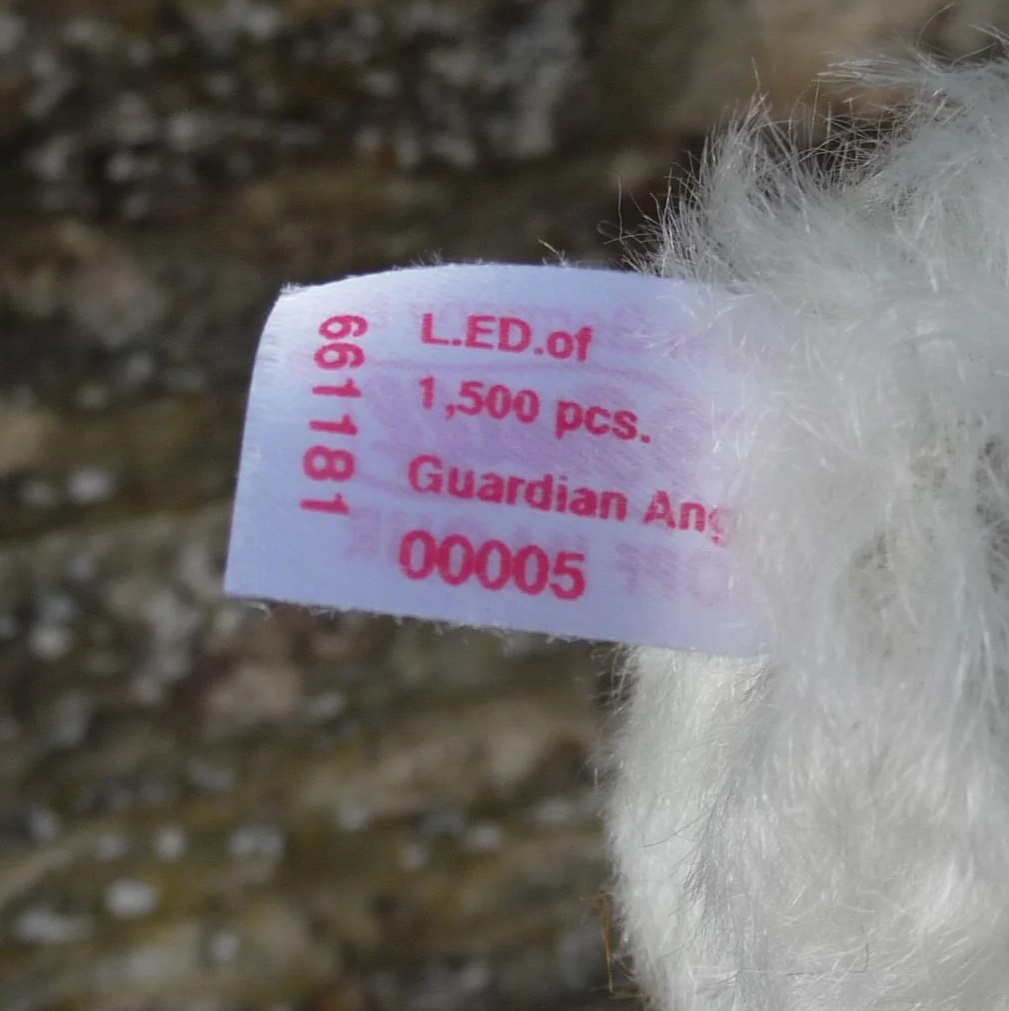 661181
L.ED.of
1,500 pcs.
Guardian Ang
00005